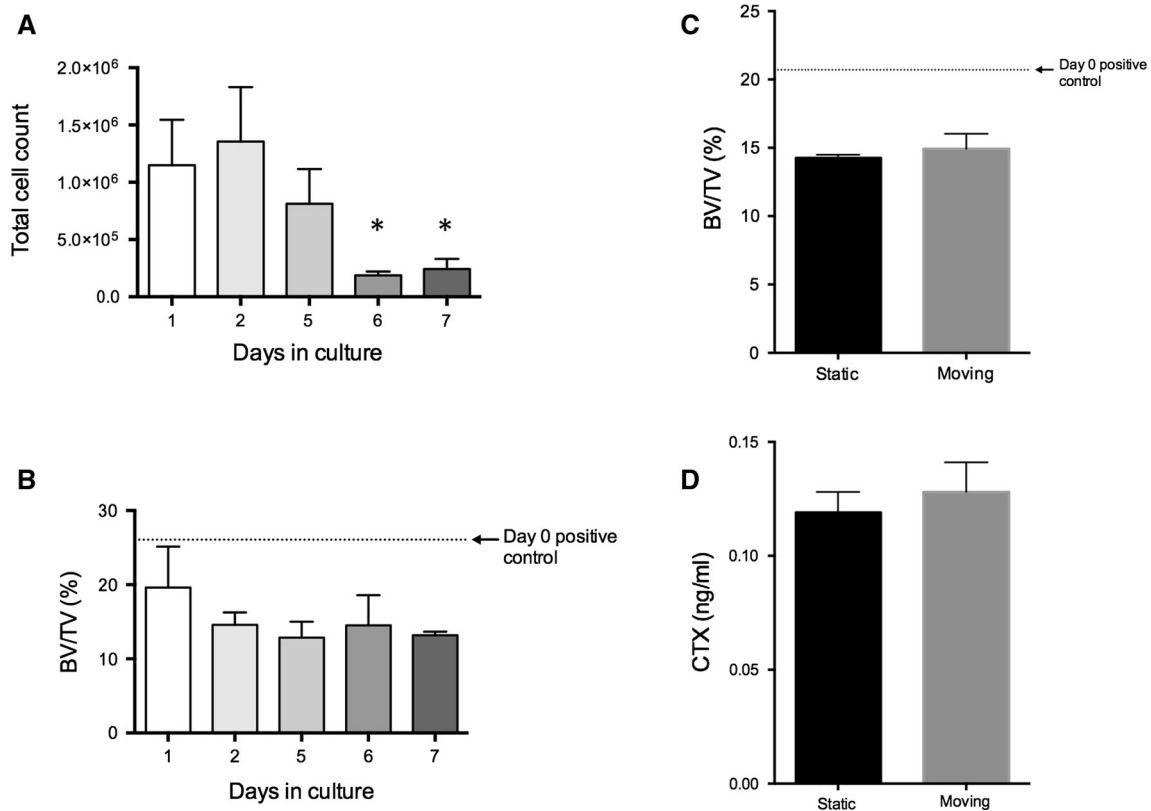 A
2.0×10⁶
1.5×10⁶
1.0×10⁶
5.0×10⁵
0.0
Total cell count
*
*
1 2 5 6 7
Days in culture
B
30
20
10
0
BV/TV (%)
Day 0 positive
control
1 2 5 6 7
Days in culture
C
25
20
15
10
5
0
BV/TV (%)
Day 0 positive
control
Static Moving
D
0.15
0.10
0.05
0.00
CTX (ng/ml)
Static Moving